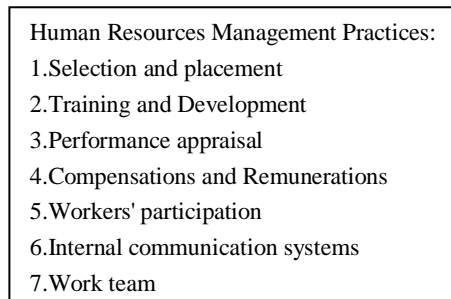 Human Resources Management Practices:
1.Selection and placement
2.Training and Development
3.Performance appraisal
4.Compensations and Remunerations
5.Workers' participation
6.Internal communication systems
7.Work team